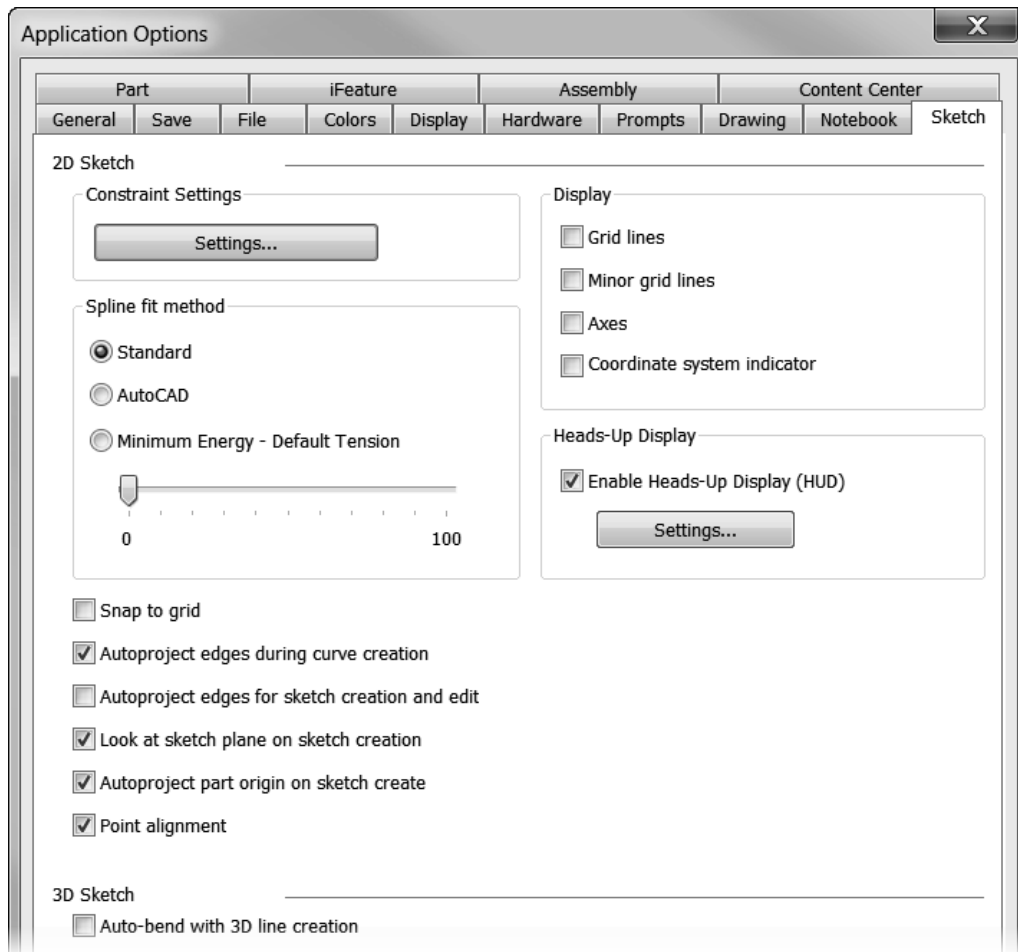 Application Options
X
Part iFeature Assembly Content Center
General Save File Colors Display Hardware Prompts Drawing Notebook Sketch
2D Sketch
Constraint Settings
Settings...
Spline fit method
Standard
AutoCAD
Minimum Energy - Default Tension
0 100
Display
Grid lines
Minor grid lines
Axes
Coordinate system indicator
Heads-Up Display
Enable Heads-Up Display (HUD)
Settings...
Snap to grid
Autoproject edges during curve creation
Autoproject edges for sketch creation and edit
Look at sketch plane on sketch creation
Autoproject part origin on sketch create
Point alignment
3D Sketch
Auto-bend with 3D line creation